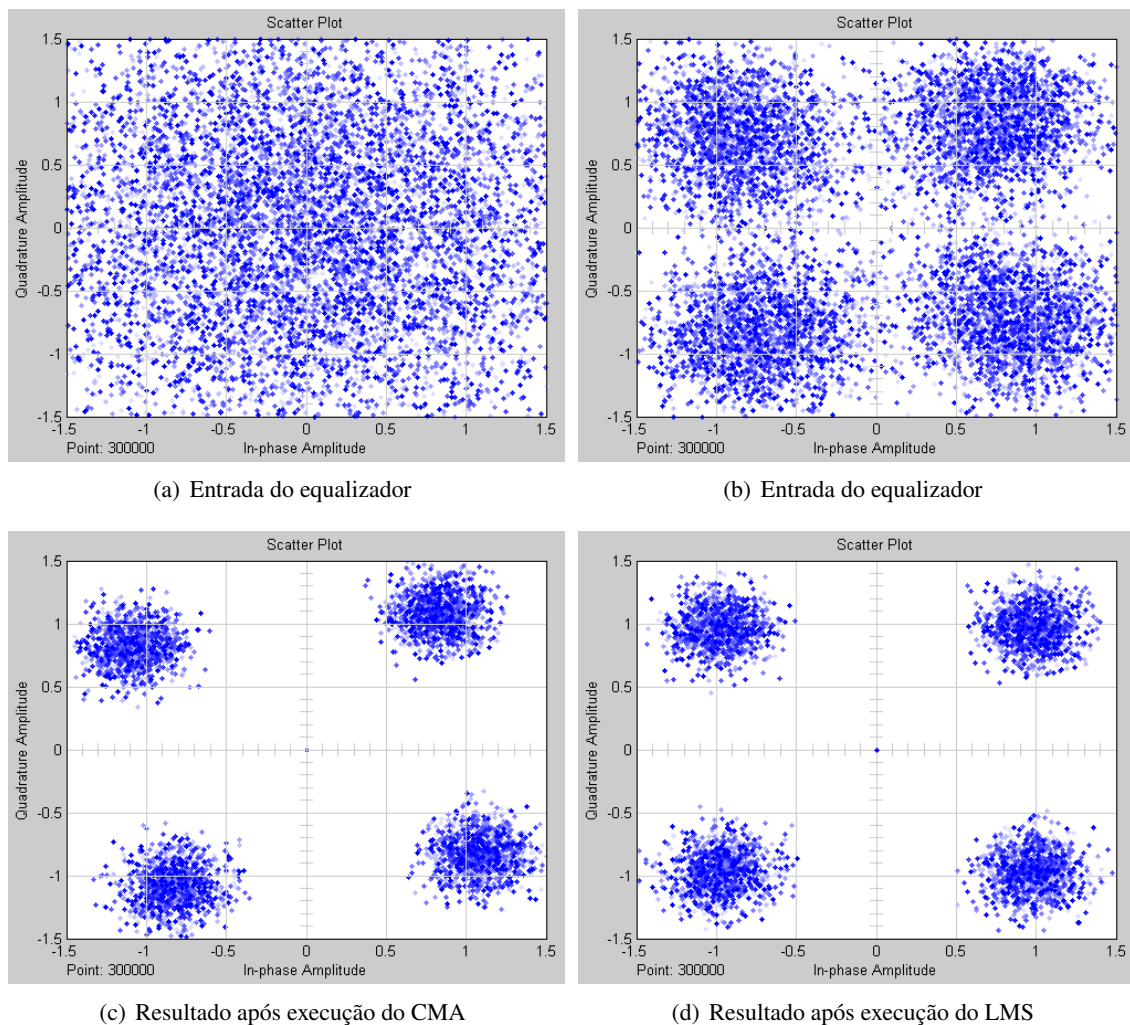 Scatter Plot
1.5
1
0.5
0
-0.5
-1
-1.5
Quadrature Amplitude
-1.5 -1 -0.5 0 0.5 1 1.5
Point: 300000 In-phase Amplitude
(a) Entrada do equalizador
Scatter Plot
1.5
1
0.5
0
-0.5
-1
-1.5
Quadrature Amplitude
-1.5 -1 -0.5 0 0.5 1 1.5
Point: 300000 In-phase Amplitude
(b) Entrada do equalizador
Scatter Plot
1.5
1
0.5
0
-0.5
-1
-1.5
Quadrature Amplitude
-1.5 -1 -0.5 0 0.5 1 1.5
Point: 300000 In-phase Amplitude
(c) Resultado após execução do CMA
Scatter Plot
1.5
1
0.5
0
-0.5
-1
-1.5
Quadrature Amplitude
-1.5 -1 -0.5 0 0.5 1 1.5
Point: 300000 In-phase Amplitude
(d) Resultado após execução do LMS